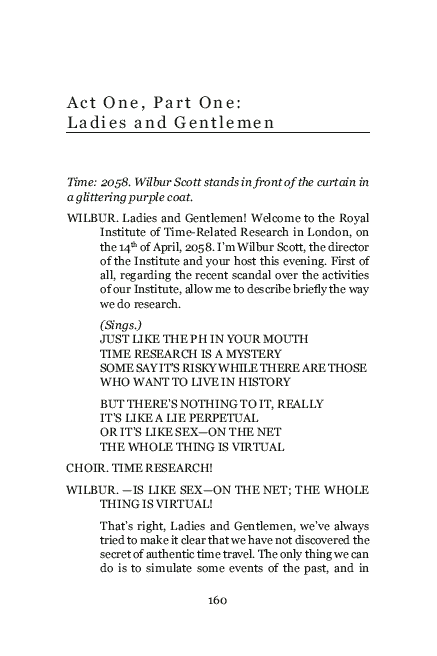 Act One, Part One:
Ladies and Gentlemen
Time: 2058. Wilbur Scott stands in front of the curtain in
a glittering purple coat.
WILBUR. Ladies and Gentlemen! Welcome to the Royal
Institute of Time-Related Research in London, on
the 14th of April, 2058. I'm Wilbur Scott, the director
of the Institute and your host this evening. First of
all, regarding the recent scandal over the activities
of our Institute, allow me to describe briefly the way
we do research.
(Sings.)
JUST LIKE THE PH IN YOUR MOUTH
TIME RESEARCH IS A MYSTERY
SOME SAY IT'S RISKY WHILE THERE ARE THOSE
WHO WANT TO LIVE IN HISTORY
BUT THERE'S NOTHING TO IT, REALLY
IT'S LIKE A LIE PERPETUAL
OR IT'S LIKE SEX—ON THE NET
THE WHOLE THING IS VIRTUAL
CHOIR. TIME RESEARCH!
WILBUR. —IS LIKE SEX—ON THE NET; THE WHOLE
THING IS VIRTUAL!
That's right, Ladies and Gentlemen, we've always
tried to make it clear that we have not discovered the
secret of authentic time travel. The only thing we can
do is to simulate some events of the past, and in
160